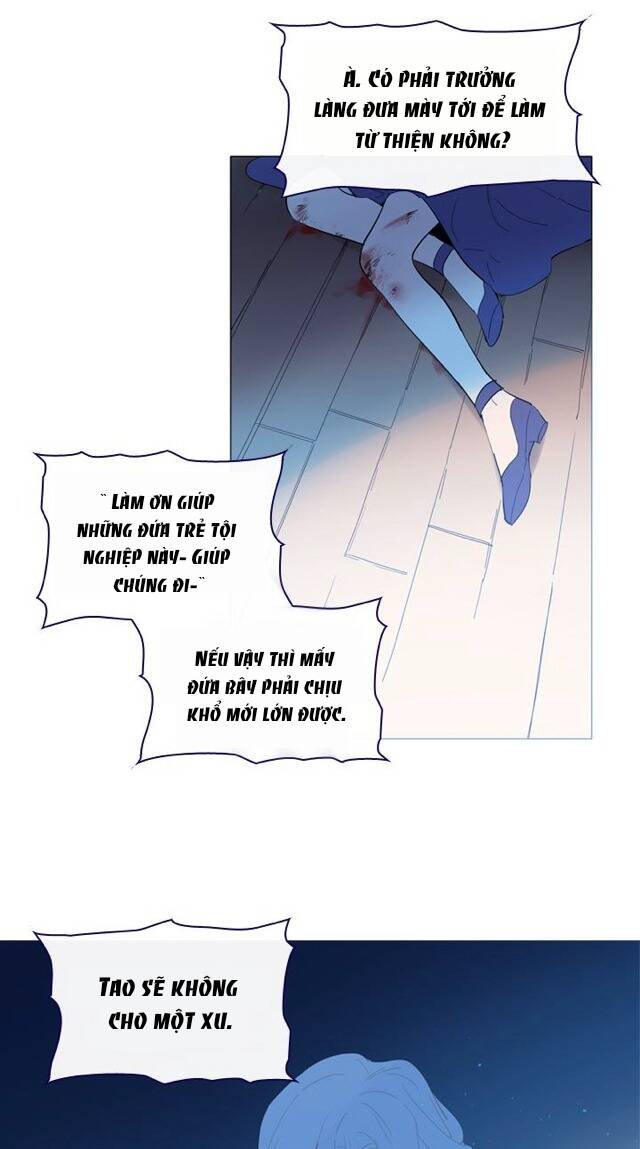 À. CÓ PHẢI TRƯỞNG
LÀNG ĐƯA MÀY TỚI ĐỂ LÀM
TỪ THIỆN KHÔNG?
¨ LÀM ƠN GIÚP
NHỮNG ĐỨA TRẺ TỘI
NGHIỆP NÀY- GIÚP
CHÚNG ĐI-¨
NẾU VẬY THÌ MẤY
ĐỨA BÂY PHẢI CHỊU
KHỔ MỚI LỚN ĐƯỢC.
TAO SẼ KHÔNG
CHO MỘT XU.